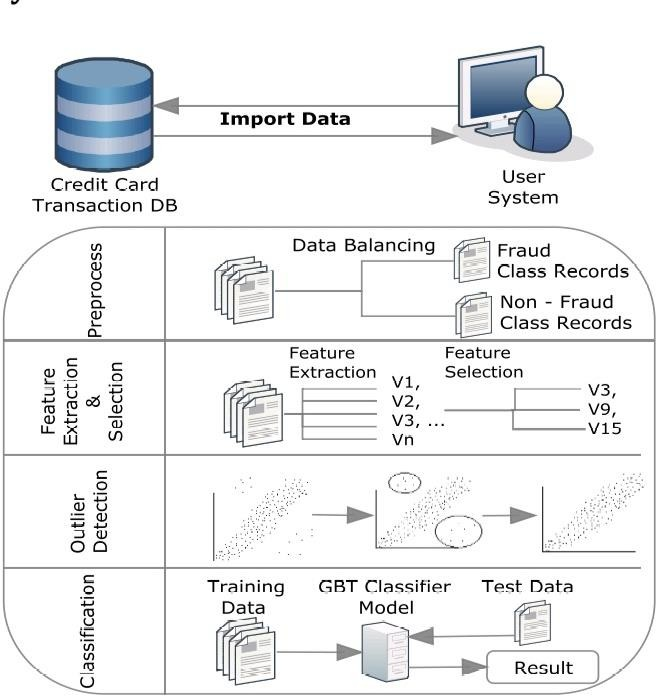 Import Data
Credit Card
Transaction DB
User
System
Preprocess
Data Balancing
Fraud
Class Records
Non - Fraud
Class Records
Feature
Extraction
&
Selection
Feature
Extraction
V1,
V2,
V3, ...
Vn
Feature
Selection
V3,
V9,
V15
Outlier
Detection
Classification
Training
Data
GBT Classifier
Model
Test Data
Result